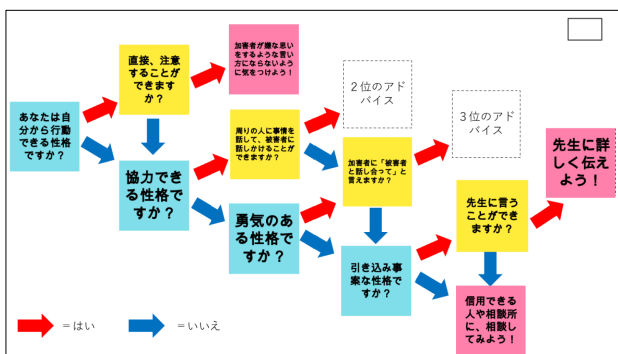 直接、注意
することが
できます
か？
加害者が嫌な思い
をするような言い
方にならないよう
に気をつけよう！
２位のアド
バイス
３位のアド
バイス
あなたは自
分から行動
できる性格
ですか？
周りの人に事情を
話して、被害者に
話しかけることが
できますか？
加害者に「被害者
と話し合って」と
言えますか？
先生に詳
しく伝え
よう！
協力でき
る性格で
すか？
勇気のあ
る性格で
すか？
先生に言う
ことができ
ますか？
引き込み事
案な性格で
すか？
信用できる
人や相談所
に、相談し
てみよう！
＝はい
＝いいえ